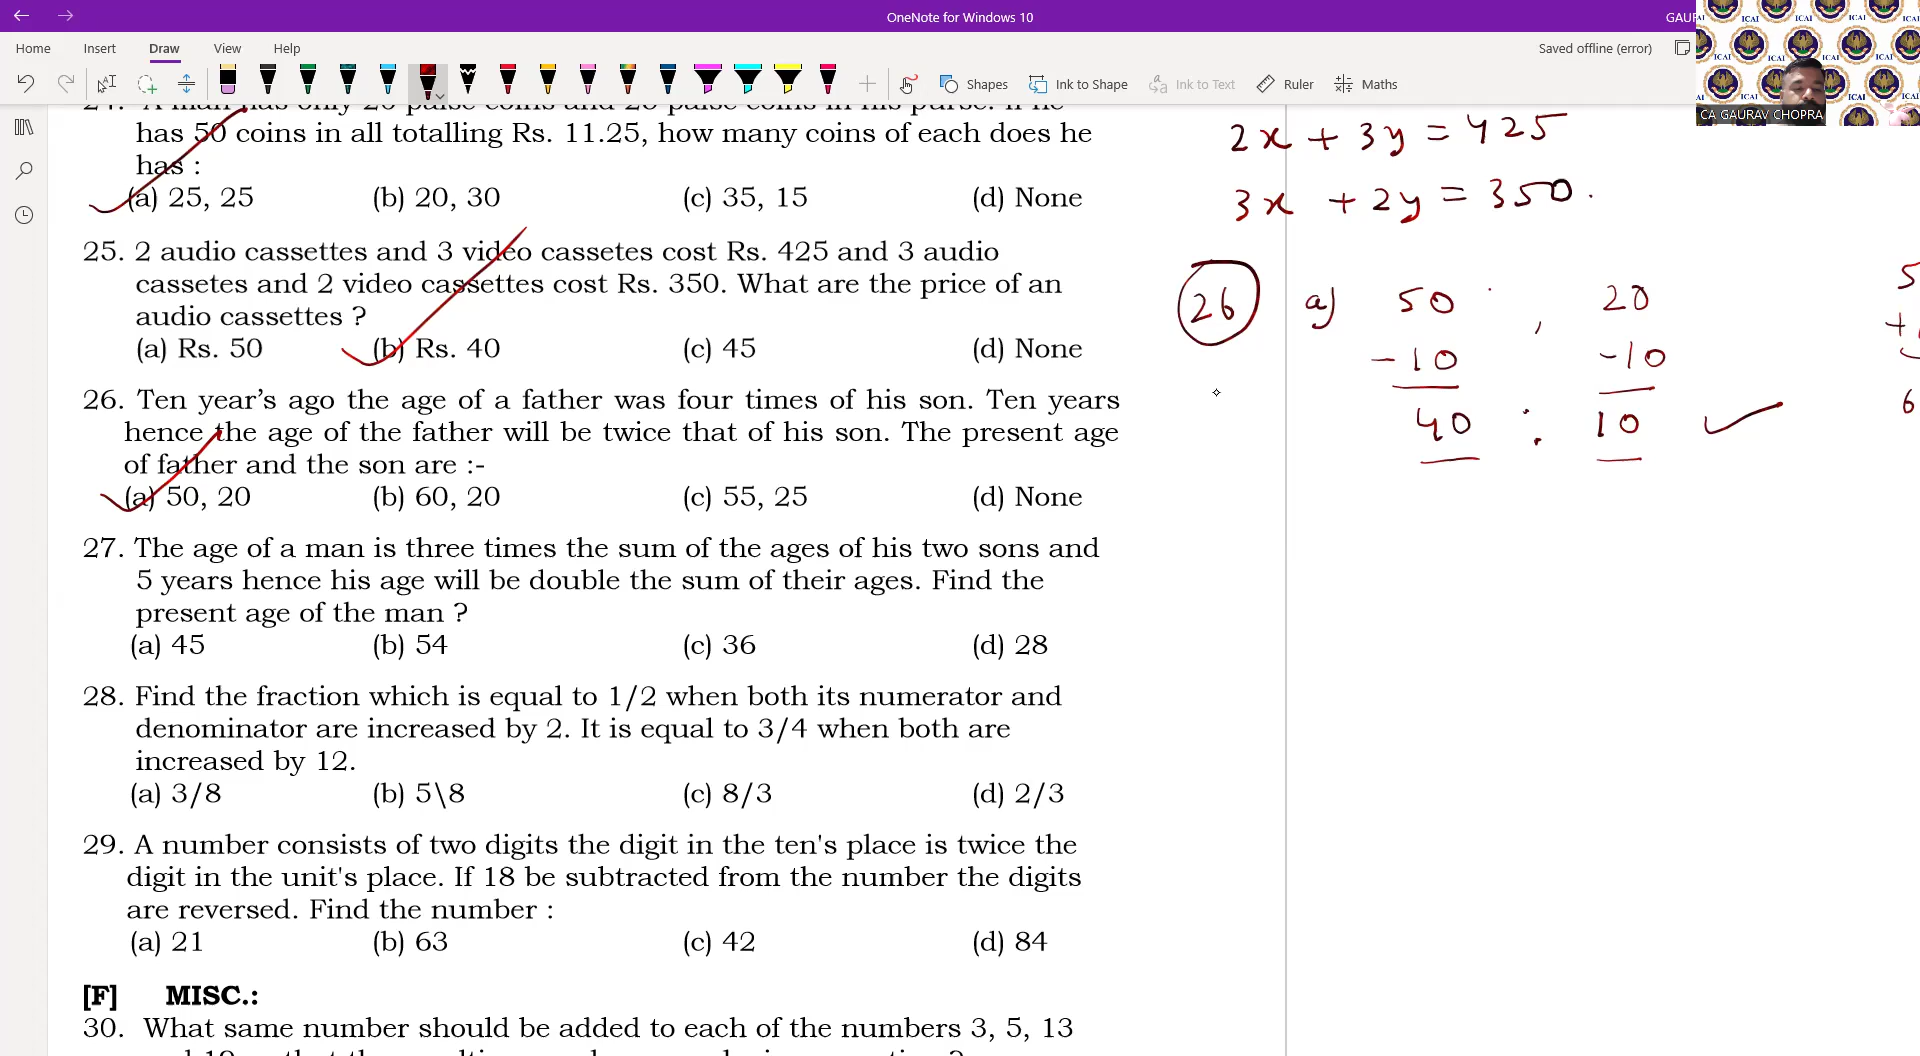 OneNote for Windows 10
Home Insert Draw View Help
Saved offline (error)
Shapes Ink to Shape Ink to Text Ruler Maths
ICAI
CA GAURAV CHOPRA
has 50 coins in all totalling Rs. 11.25, how many coins of each does he
has :
(a) 25, 25 (b) 20, 30 (c) 35, 15 (d) None
25. 2 audio cassettes and 3 video cassetes cost Rs. 425 and 3 audio
cassetes and 2 video cassettes cost Rs. 350. What are the price of an
audio cassettes ?
(a) Rs. 50 (b) Rs. 40 (c) 45 (d) None
26. Ten year's ago the age of a father was four times of his son. Ten years
hence the age of the father will be twice that of his son. The present age
of father and the son are :-
(a) 50, 20 (b) 60, 20 (c) 55, 25 (d) None
27. The age of a man is three times the sum of the ages of his two sons and
5 years hence his age will be double the sum of their ages. Find the
present age of the man ?
(a) 45 (b) 54 (c) 36 (d) 28
28. Find the fraction which is equal to 1/2 when both its numerator and
denominator are increased by 2. It is equal to 3/4 when both are
increased by 12.
(a) 3/8 (b) 5\8 (c) 8/3 (d) 2/3
29. A number consists of two digits the digit in the ten's place is twice the
digit in the unit's place. If 18 be subtracted from the number the digits
are reversed. Find the number :
(a) 21 (b) 63 (c) 42 (d) 84
[F] MISC.:
30. What same number should be added to each of the numbers 3, 5, 13
2x + 3y = 425
3x + 2y = 350.
26 a) 50 , 20
-10 -10
40 : 10